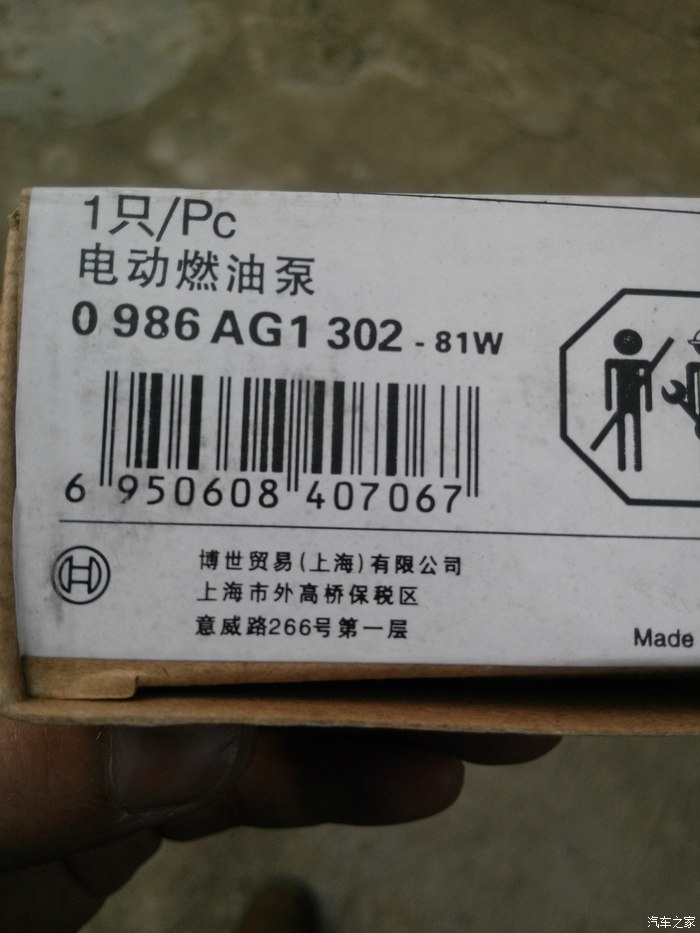 1只/Pc
电动燃油泵
0 986 AG1 302 - 81W
6 950608 407067
博世贸易(上海)有限公司
上海市外高桥保税区
意威路266号第一层
Made
汽车之家